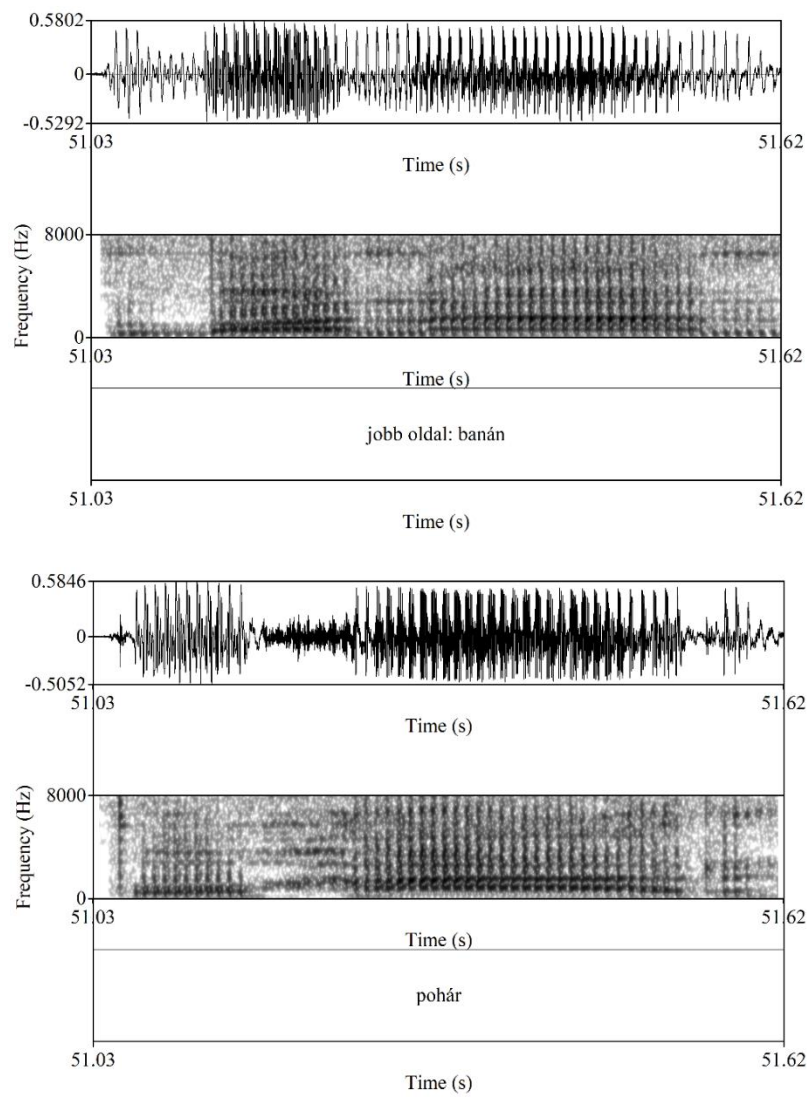 0.5802
0
-0.5292
51.03 51.62
Time (s)
8000
Frequency (Hz)
0
51.03 51.62
Time (s)
jobb oldal: banán
51.03 51.62
Time (s)
0.5846
0
-0.5052
51.03 51.62
Time (s)
8000
Frequency (Hz)
0
51.03 51.62
Time (s)
pohár
51.03 51.62
Time (s)